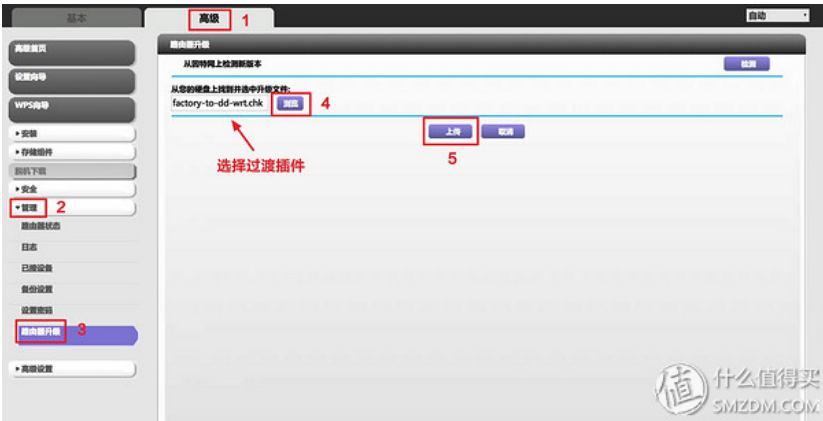 基本
高级 1
自动
高级首页
设置向导
WPS向导
安装
存储组件
脱机下载
安全
管理 2
路由器状态
日志
已接设备
备份设置
设置密码
路由器升级 3
高级设置
路由器升级
从因特网上检测新版本
检测
从您的硬盘上找到并选中升级文件:
factory-to-dd-wrt.chk 浏览 4
上传 取消
5
选择过渡插件
值 什么值得买
SMZDM.COM